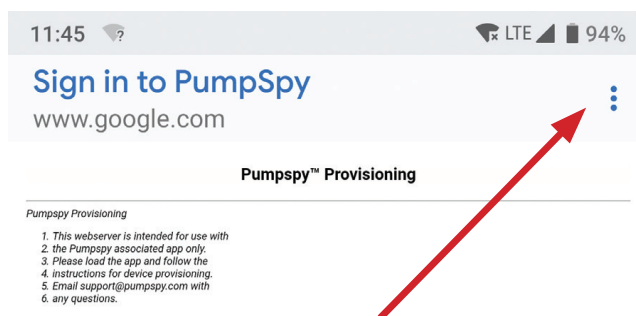 11:45 ? LTE 94%
Sign in to PumpSpy
www.google.com
Pumpspy™ Provisioning
Pumpspy Provisioning
1. This webserver is intended for use with
2. the Pumpspy associated app only.
3. Please load the app and follow the
4. instructions for device provisioning.
5. Email support@pumpspy.com with
6. any questions.